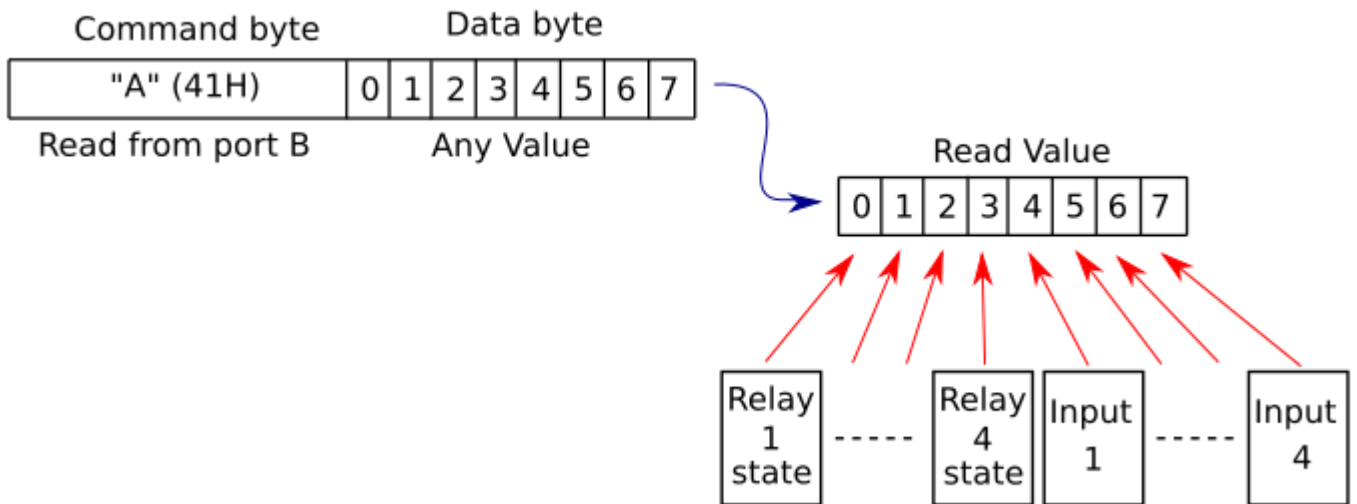 Command byte
Data byte
"A" (41H)
0 1 2 3 4 5 6 7
Read from port B
Any Value
Read Value
0 1 2 3 4 5 6 7
Relay
1
state
-----
Relay
4
state
Input
1
-----
Input
4